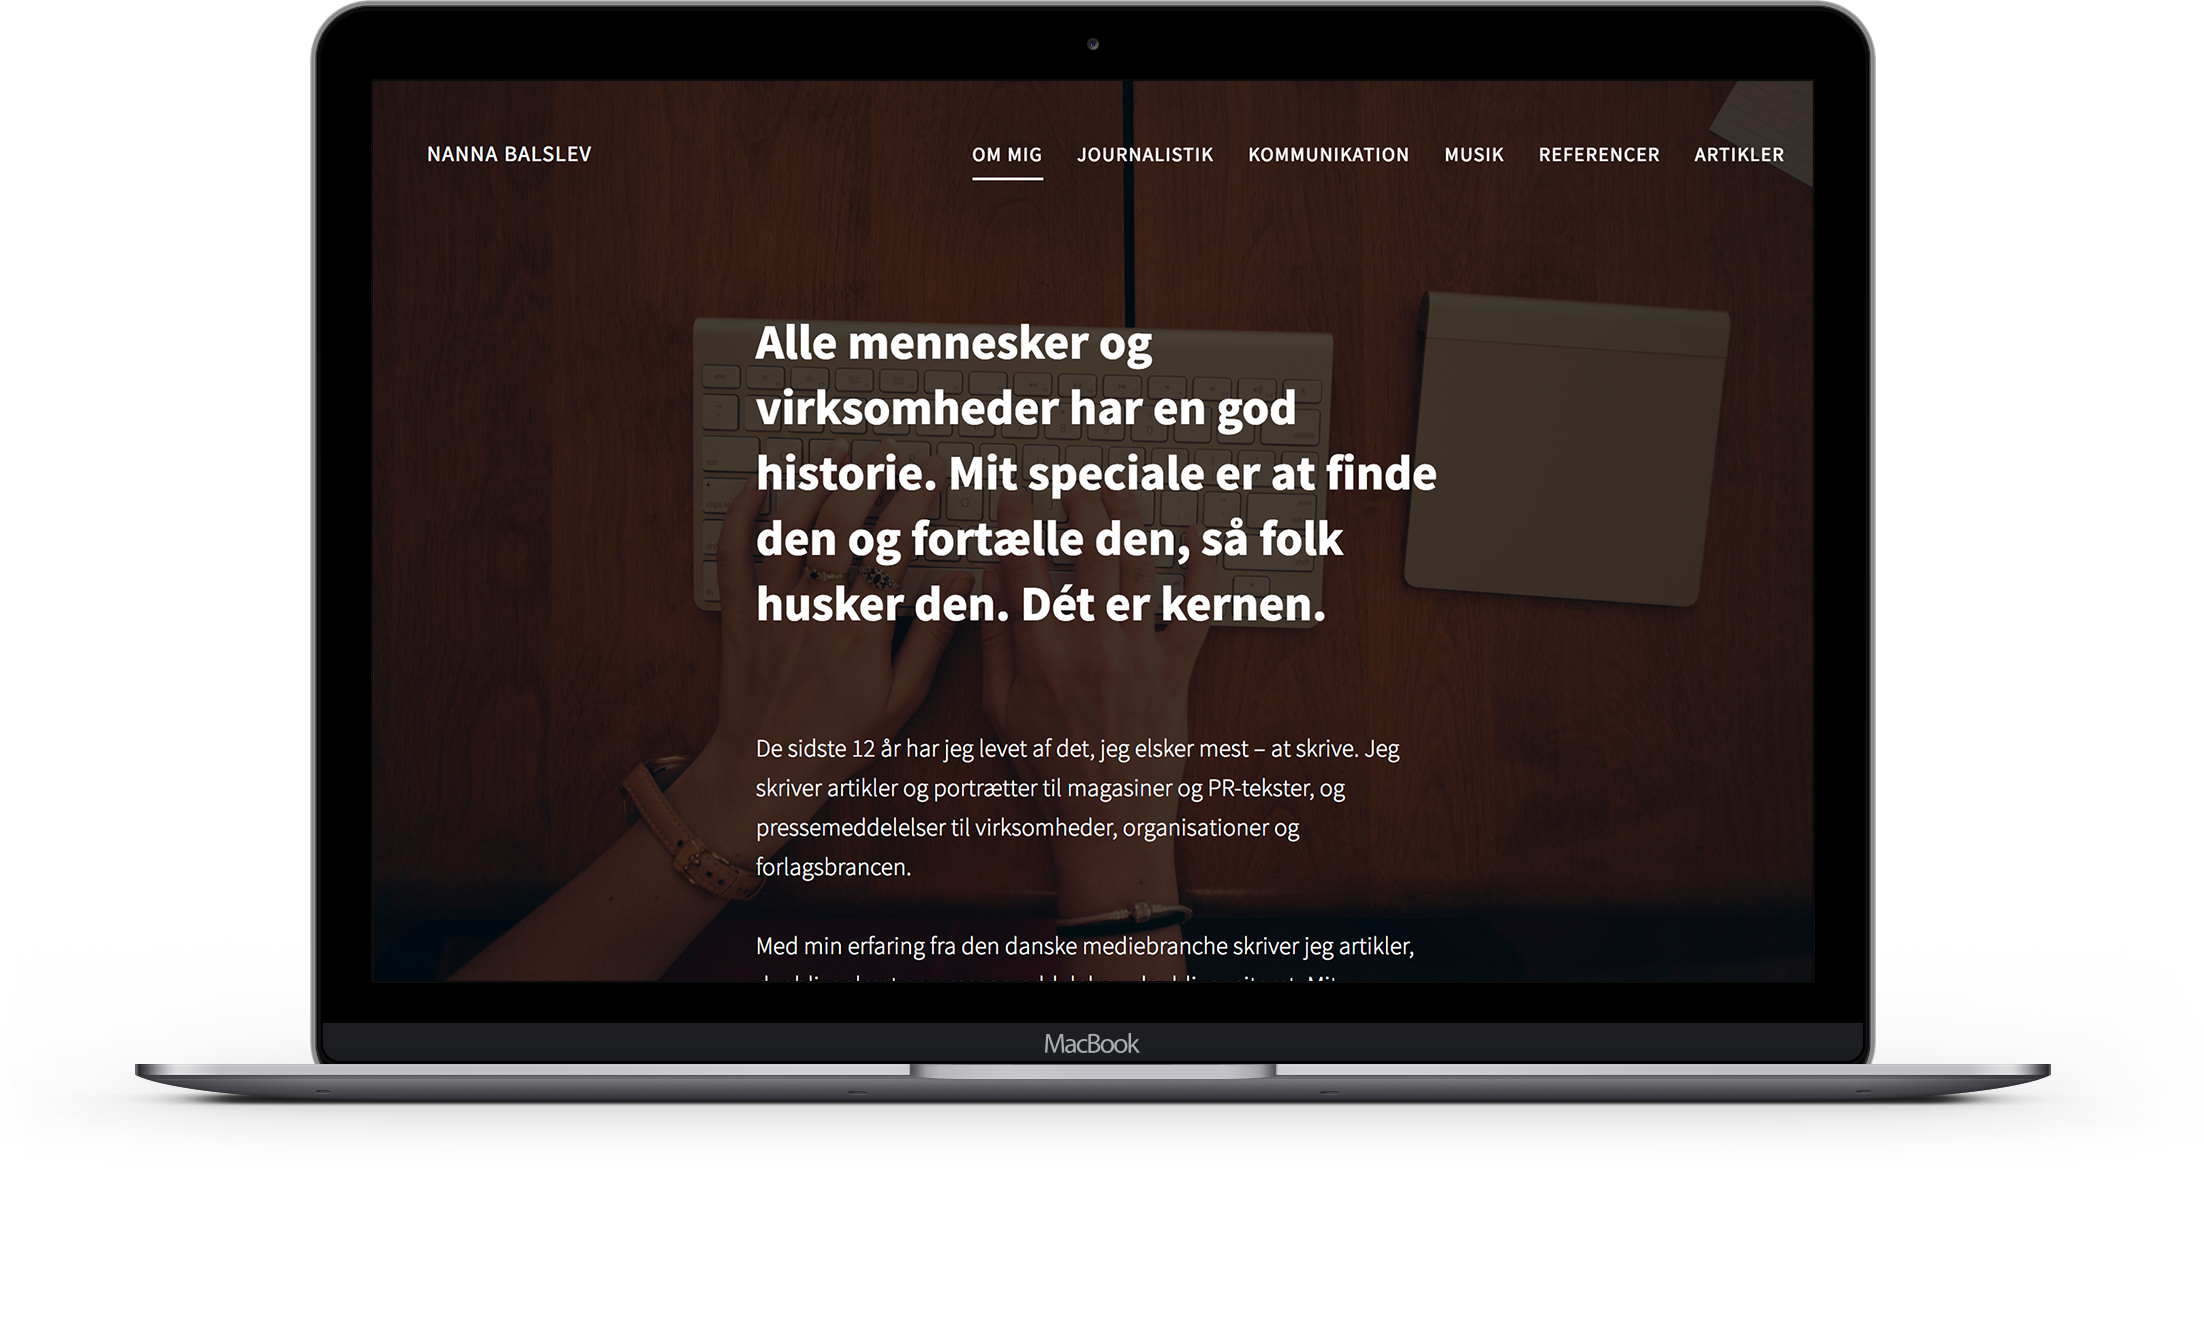 NANNA BALSLEV
OM MIG JOURNALISTIK KOMMUNIKATION MUSIK REFERENCER ARTIKLER
Alle mennesker og
virksomheder har en god
historie. Mit speciale er at finde
den og fortælle den, så folk
husker den. Dét er kernen.
De sidste 12 år har jeg levet af det, jeg elsker mest – at skrive. Jeg
skriver artikler og portrætter til magasiner og PR-tekster, og
pressemeddelelser til virksomheder, organisationer og
forlagsbrancen.
Med min erfaring fra den danske mediebranche skriver jeg artikler,
MacBook